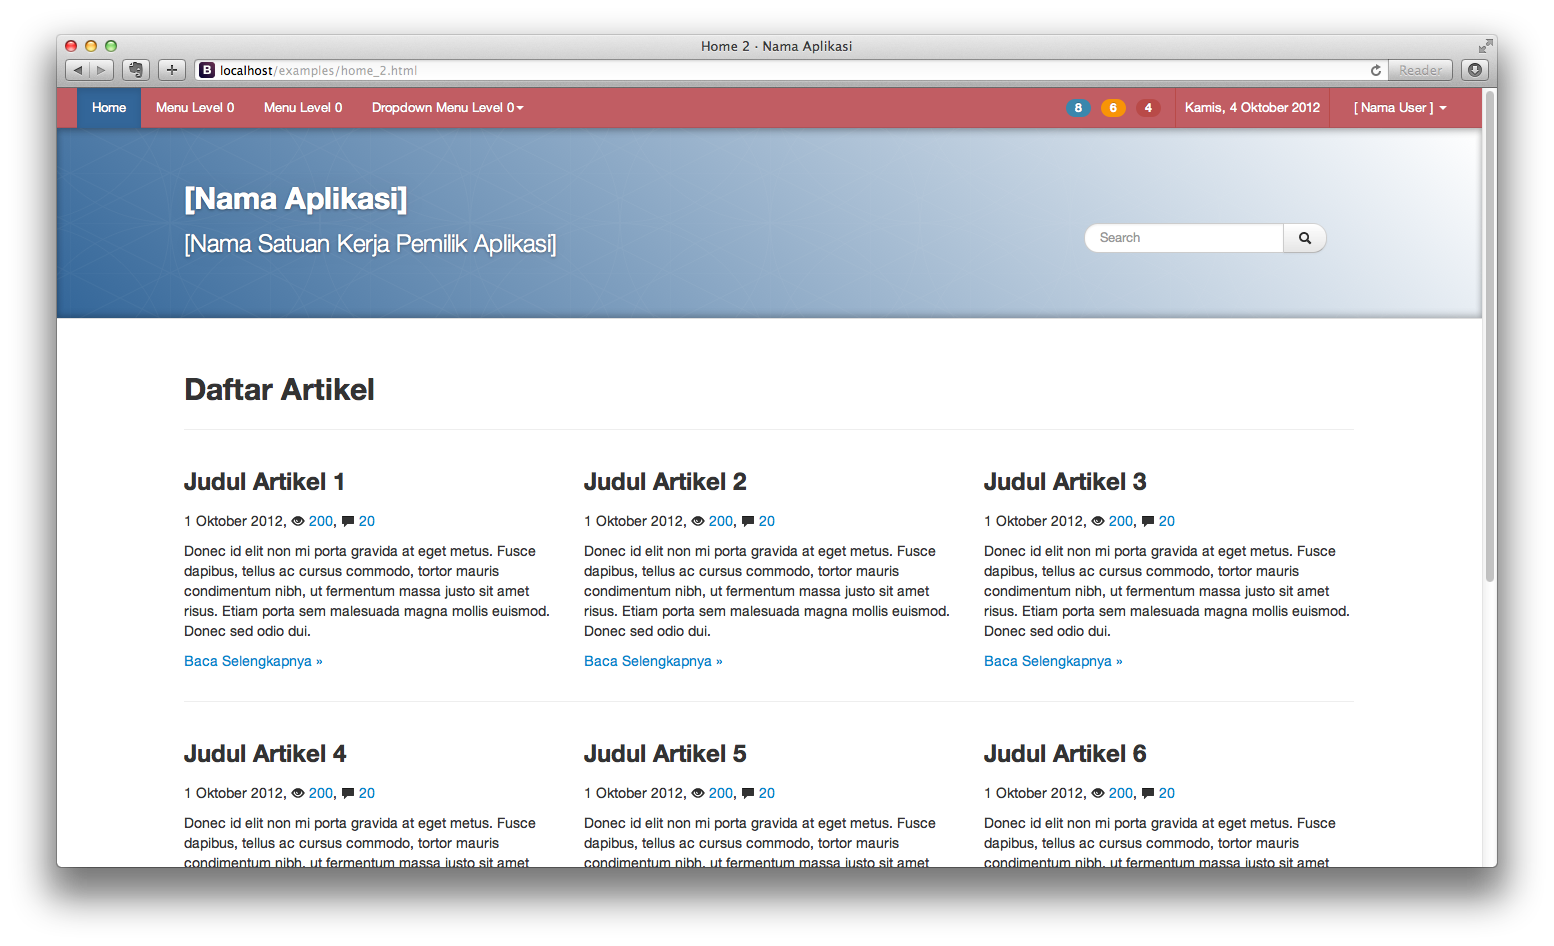 Home 2 · Nama Aplikasi
localhost/examples/home_2.html
Reader
Home Menu Level 0 Menu Level 0 Dropdown Menu Level 0 8 6 4 Kamis, 4 Oktober 2012 [ Nama User ]
[Nama Aplikasi]
[Nama Satuan Kerja Pemilik Aplikasi]
Search
Daftar Artikel
Judul Artikel 1
1 Oktober 2012, 200, 20
Donec id elit non mi porta gravida at eget metus. Fusce
dapibus, tellus ac cursus commodo, tortor mauris
condimentum nibh, ut fermentum massa justo sit amet
risus. Etiam porta sem malesuada magna mollis euismod.
Donec sed odio dui.
Baca Selengkapnya »
Judul Artikel 2
1 Oktober 2012, 200, 20
Donec id elit non mi porta gravida at eget metus. Fusce
dapibus, tellus ac cursus commodo, tortor mauris
condimentum nibh, ut fermentum massa justo sit amet
risus. Etiam porta sem malesuada magna mollis euismod.
Donec sed odio dui.
Baca Selengkapnya »
Judul Artikel 3
1 Oktober 2012, 200, 20
Donec id elit non mi porta gravida at eget metus. Fusce
dapibus, tellus ac cursus commodo, tortor mauris
condimentum nibh, ut fermentum massa justo sit amet
risus. Etiam porta sem malesuada magna mollis euismod.
Donec sed odio dui.
Baca Selengkapnya »
Judul Artikel 4
1 Oktober 2012, 200, 20
Donec id elit non mi porta gravida at eget metus. Fusce
dapibus, tellus ac cursus commodo, tortor mauris
condimentum nibh, ut fermentum massa justo sit amet
Judul Artikel 5
1 Oktober 2012, 200, 20
Donec id elit non mi porta gravida at eget metus. Fusce
dapibus, tellus ac cursus commodo, tortor mauris
condimentum nibh, ut fermentum massa justo sit amet
Judul Artikel 6
1 Oktober 2012, 200, 20
Donec id elit non mi porta gravida at eget metus. Fusce
dapibus, tellus ac cursus commodo, tortor mauris
condimentum nibh, ut fermentum massa justo sit amet